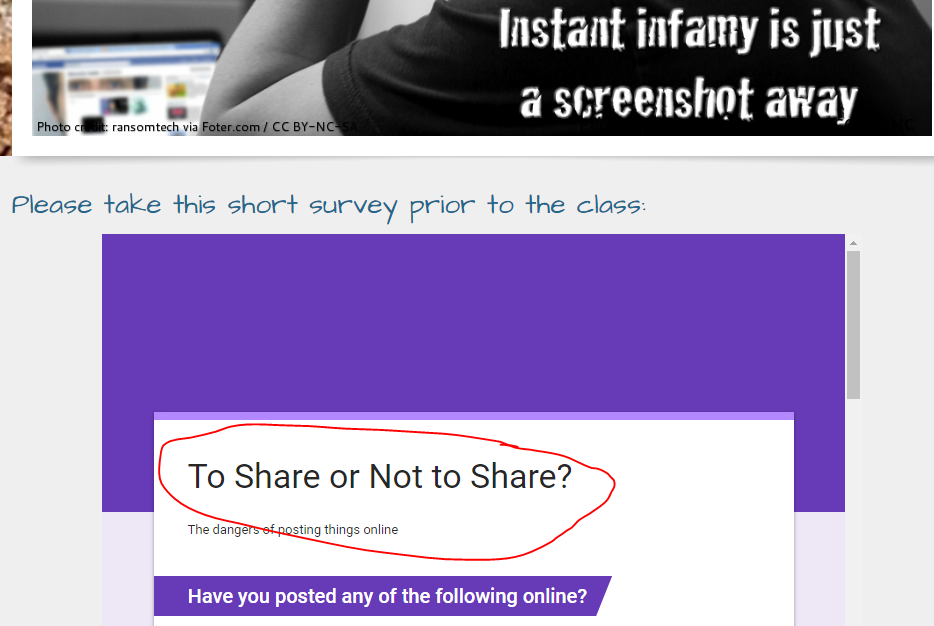 Instant infamy is just
a screenshot away
Photo credit: ransomtech via Foter.com / CC BY-NC-SA
Please take this short survey prior to the class:
To Share or Not to Share?
The dangers of posting things online
Have you posted any of the following online?